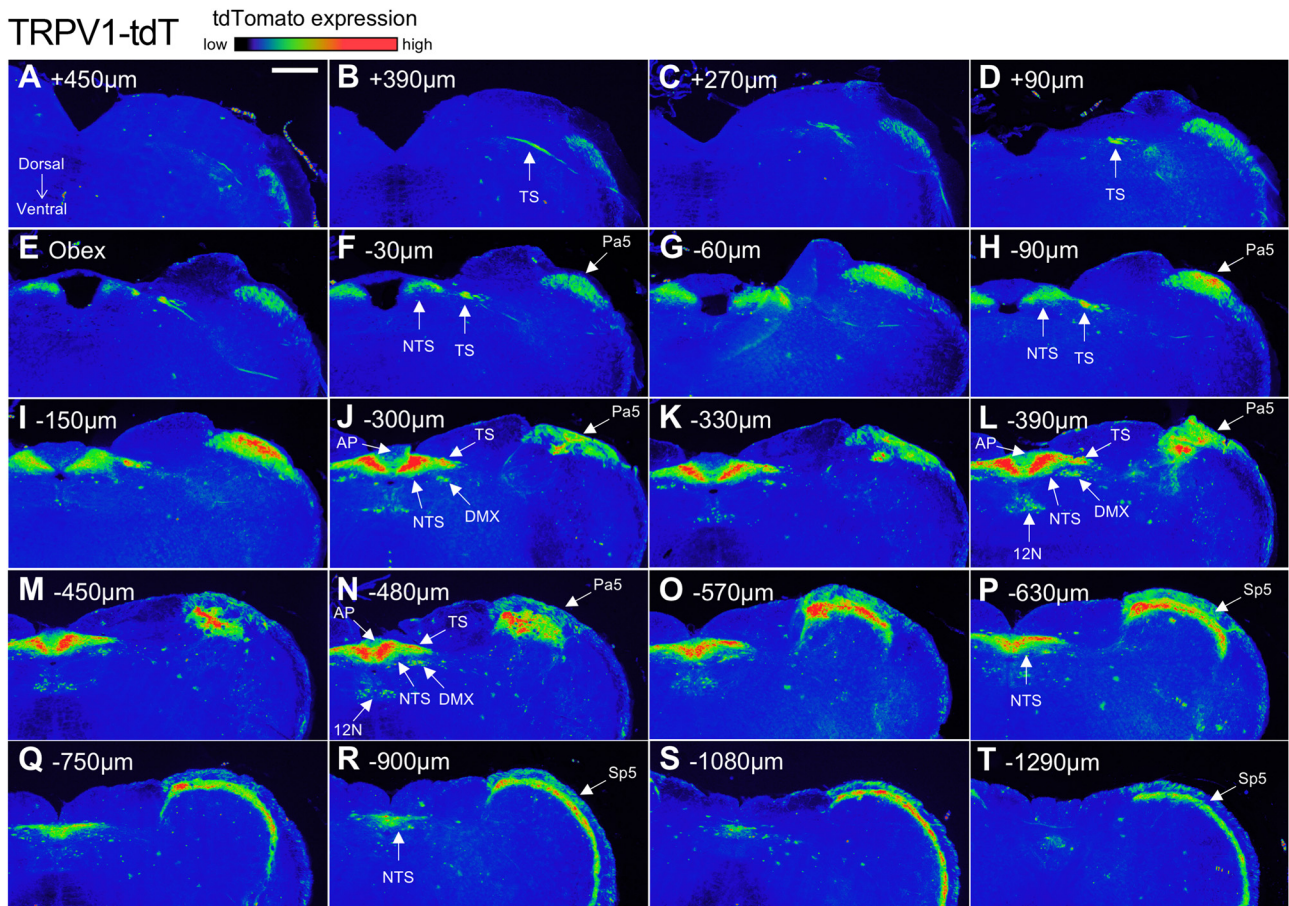 TRPV1-tdT
tdTomato expression
low high
A +450µm
Dorsal
Ventral
B +390µm
TS
C +270µm
D +90µm
TS
E Obex
F -30µm
Pa5
NTS
TS
G -60µm
H -90µm
Pa5
NTS
TS
I -150µm
J -300µm
Pa5
AP
TS
NTS
DMX
K -330µm
L -390µm
Pa5
AP
TS
NTS
DMX
12N
M -450µm
N -480µm
Pa5
AP
TS
NTS
DMX
12N
O -570µm
P -630µm
Sp5
NTS
Q -750µm
R -900µm
Sp5
NTS
S -1080µm
T -1290µm
Sp5